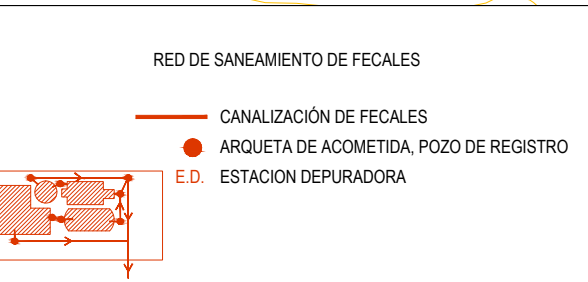 RED DE SANEAMIENTO DE FECALES
CANALIZACIÓN DE FECALES
ARQUETA DE ACOMETIDA, POZO DE REGISTRO
E.D. ESTACION DEPURADORA